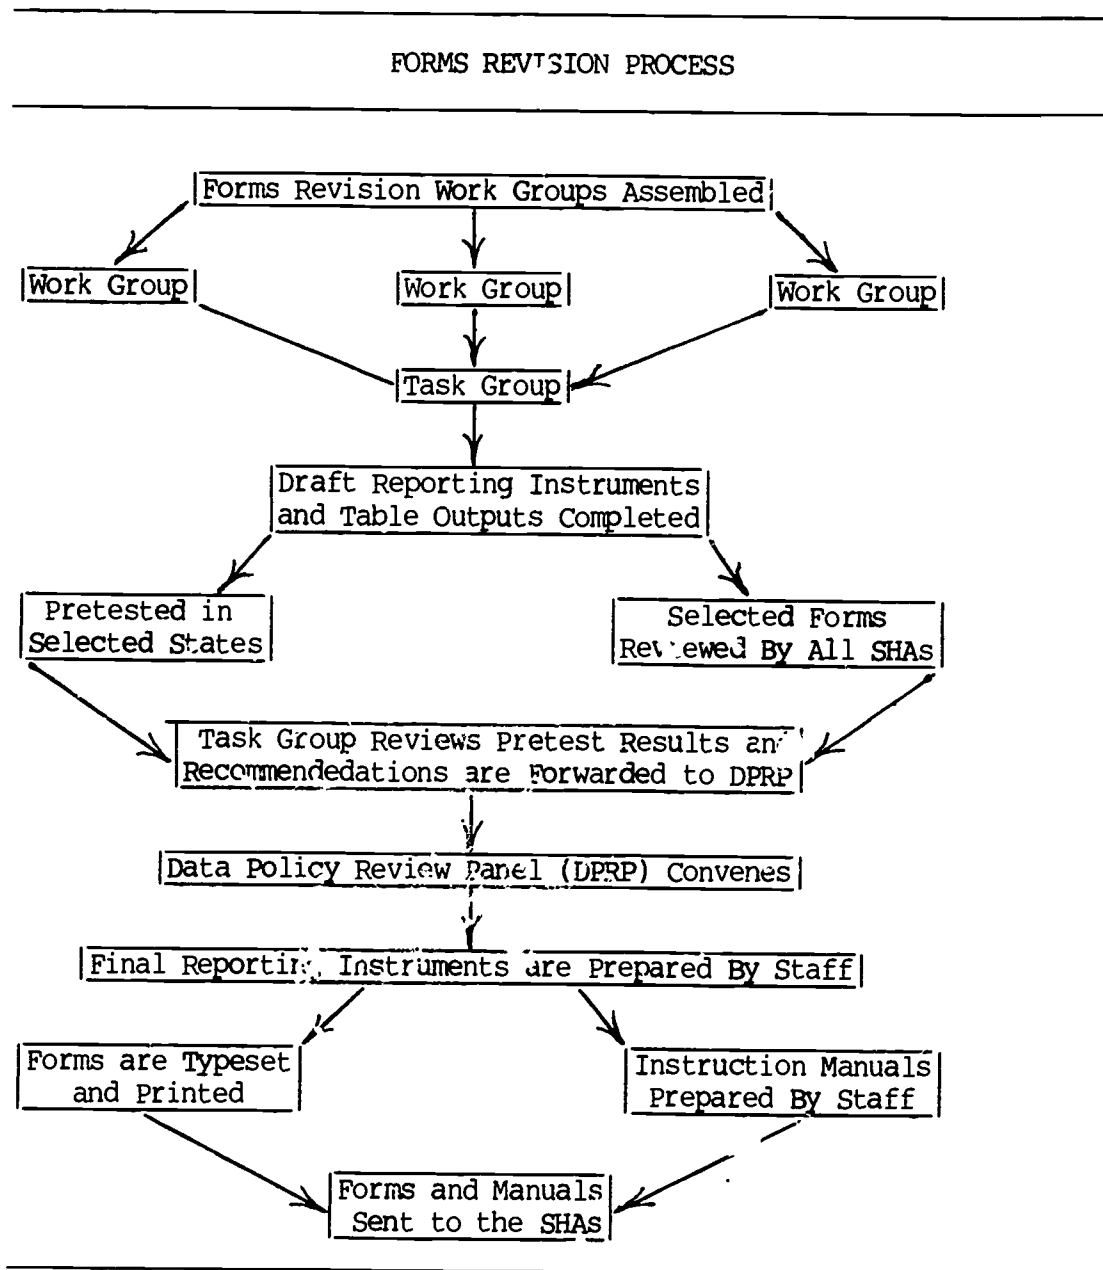 FORMS REVISION PROCESS
Forms Revision Work Groups Assembled
Work Group
Work Group
Work Group
Task Group
Draft Reporting Instruments
and Table Outputs Completed
Pretested in
Selected States
Selected Forms
Reviewed By All SHAs
Task Group Reviews Pretest Results and
Recommendedations are Forwarded to DPRP
Data Policy Review Panel (DPRP) Convenes
Final Reporting Instruments are Prepared By Staff
Forms are Typeset
and Printed
Instruction Manuals
Prepared By Staff
Forms and Manuals
Sent to the SHAs